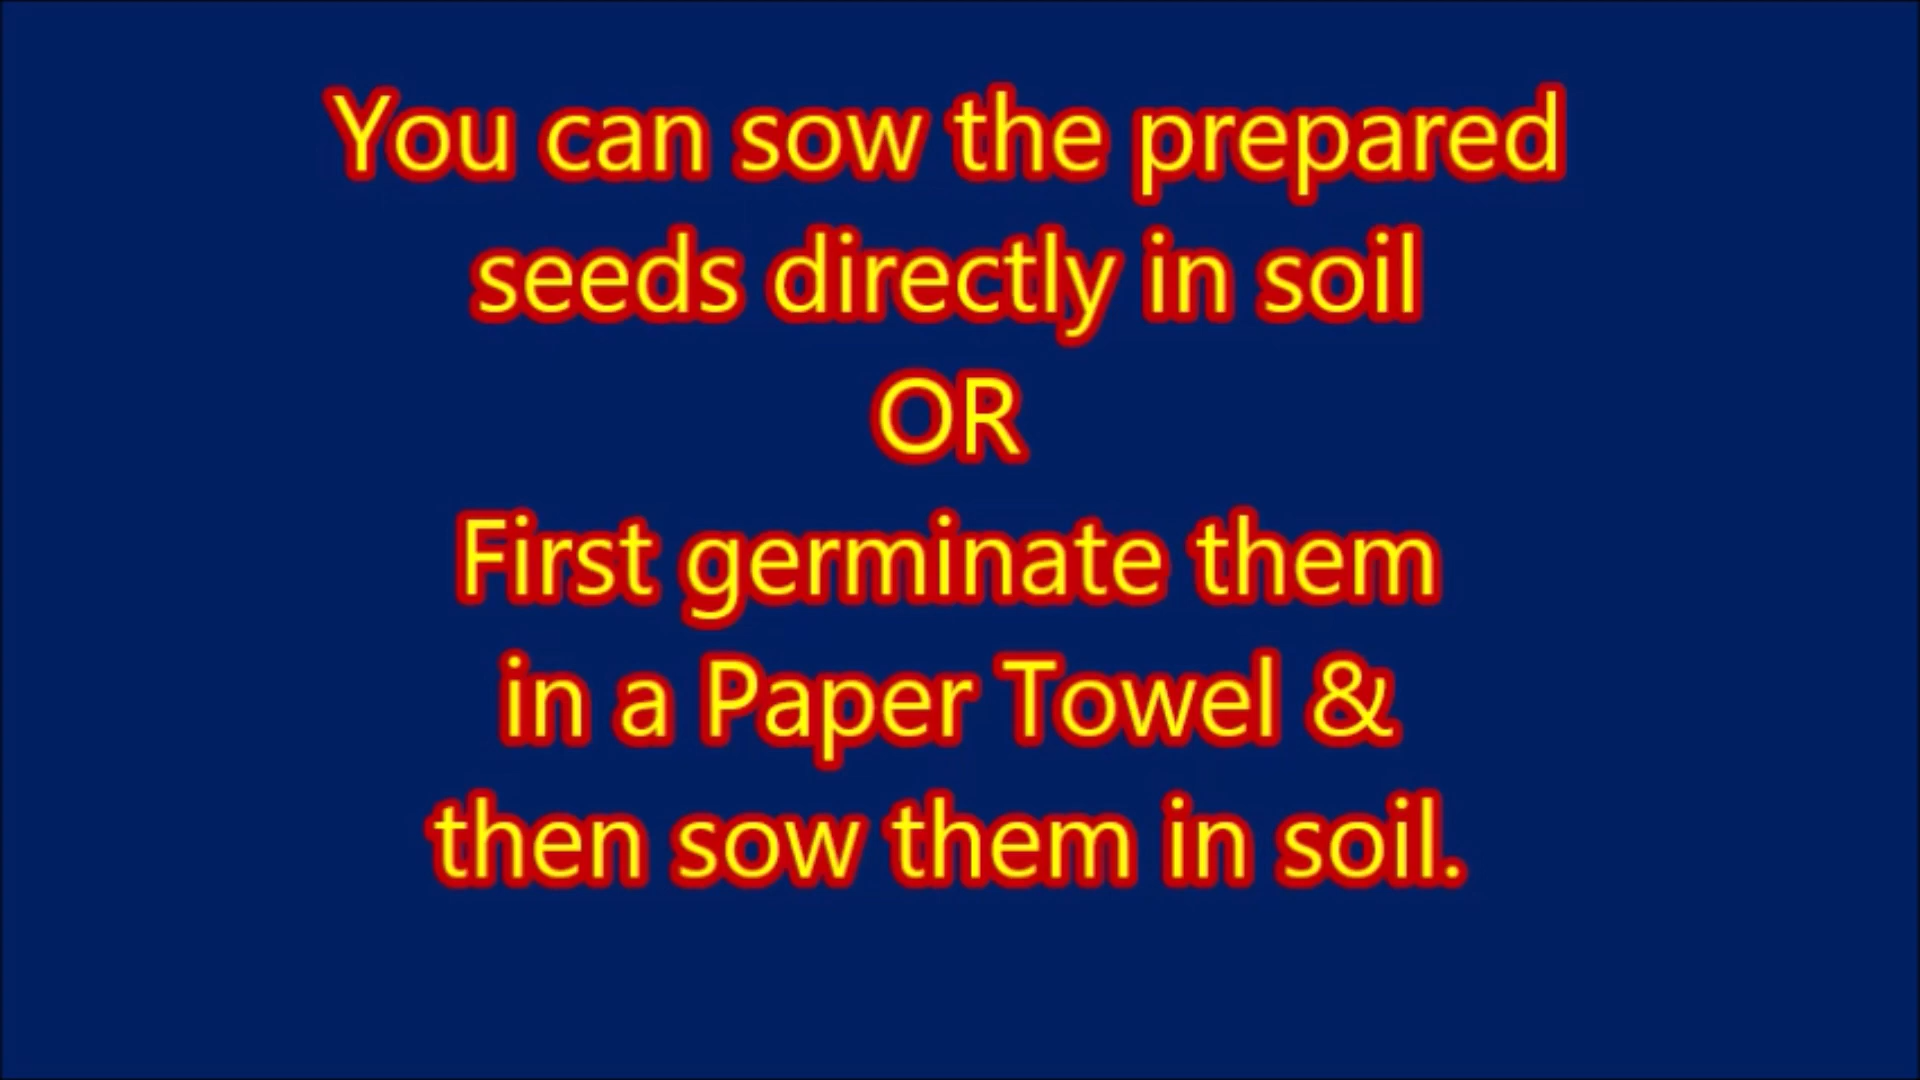 You can sow the prepared
seeds directly in soil
OR
First germinate them
in a Paper Towel &
then sow them in soil.